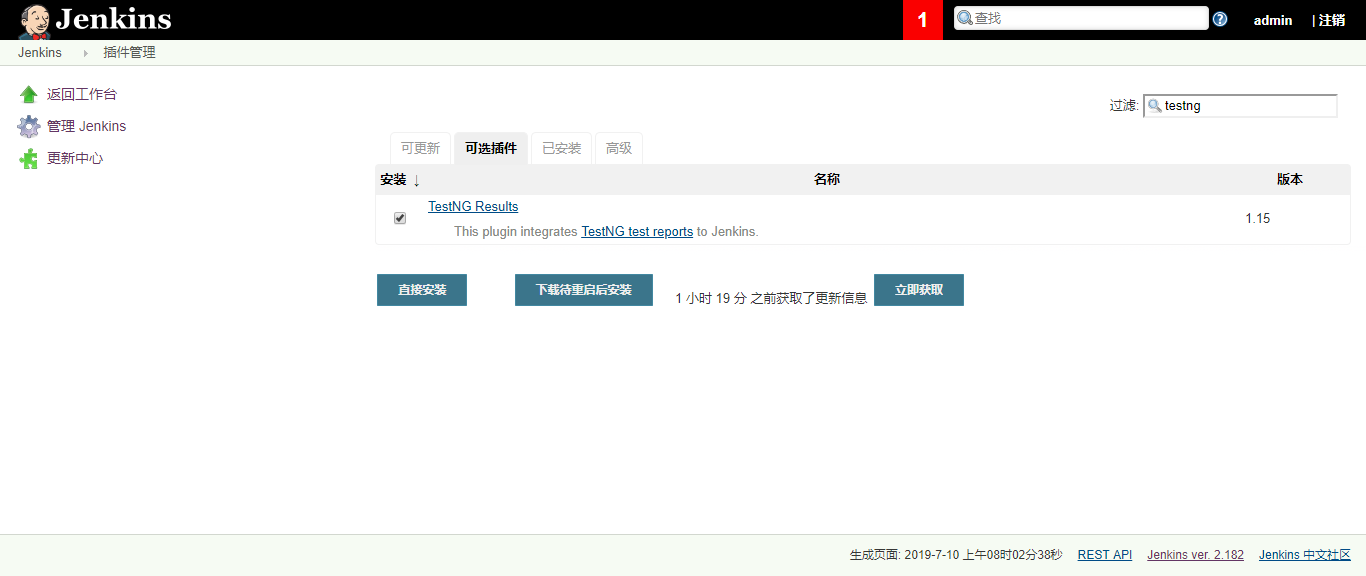 Jenkins
1
查找
admin
| 注销
Jenkins
插件管理
返回工作台
管理 Jenkins
更新中心
过滤: testng
可更新
可选插件
已安装
高级
安装 ↓
名称
版本
TestNG Results
This plugin integrates TestNG test reports to Jenkins.
1.15
直接安装
下载待重启后安装
1 小时 19 分 之前获取了更新信息
立即获取
生成页面: 2019-7-10 上午08时02分38秒
REST API
Jenkins ver. 2.182
Jenkins 中文社区